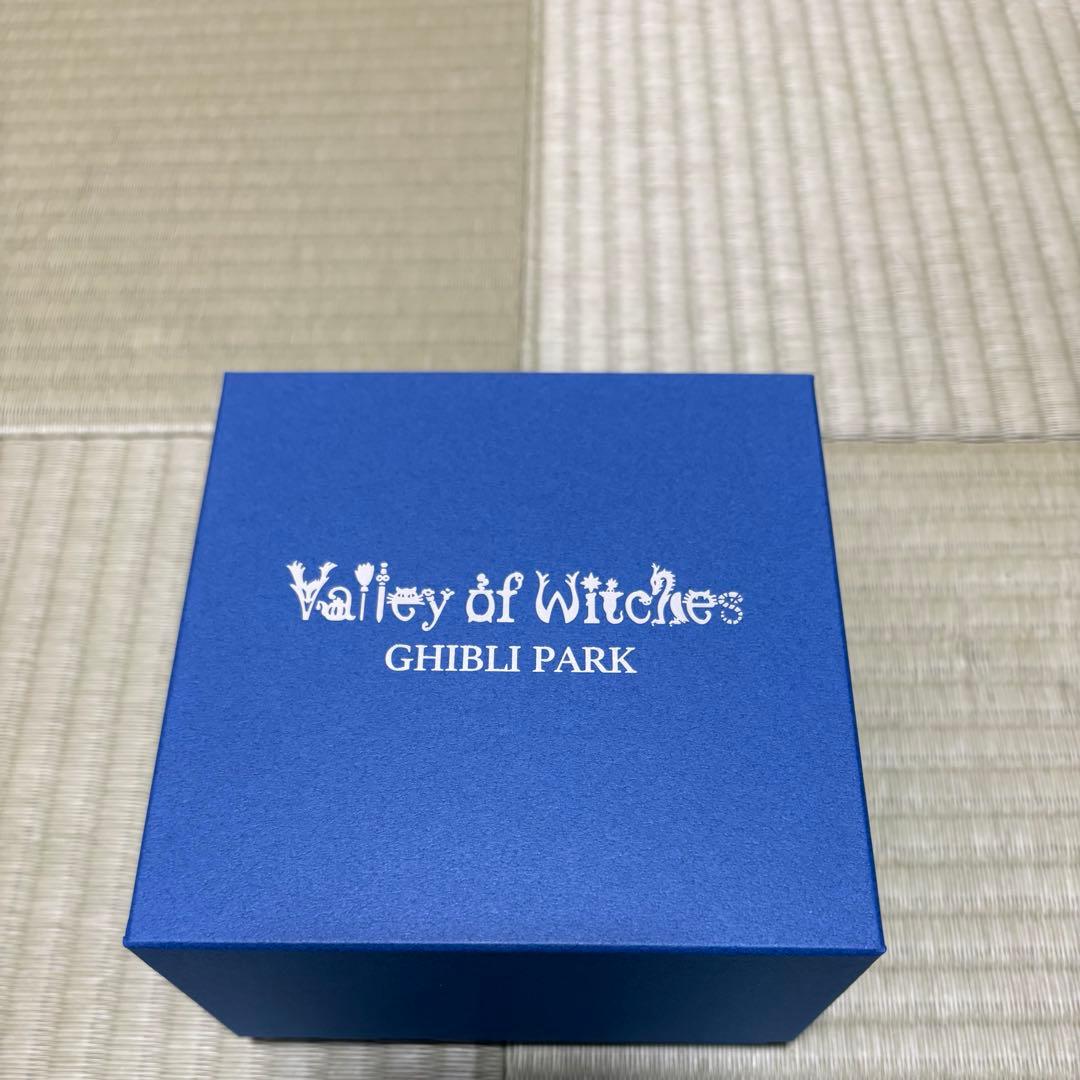 Valley of Witches
GHIBLI PARK